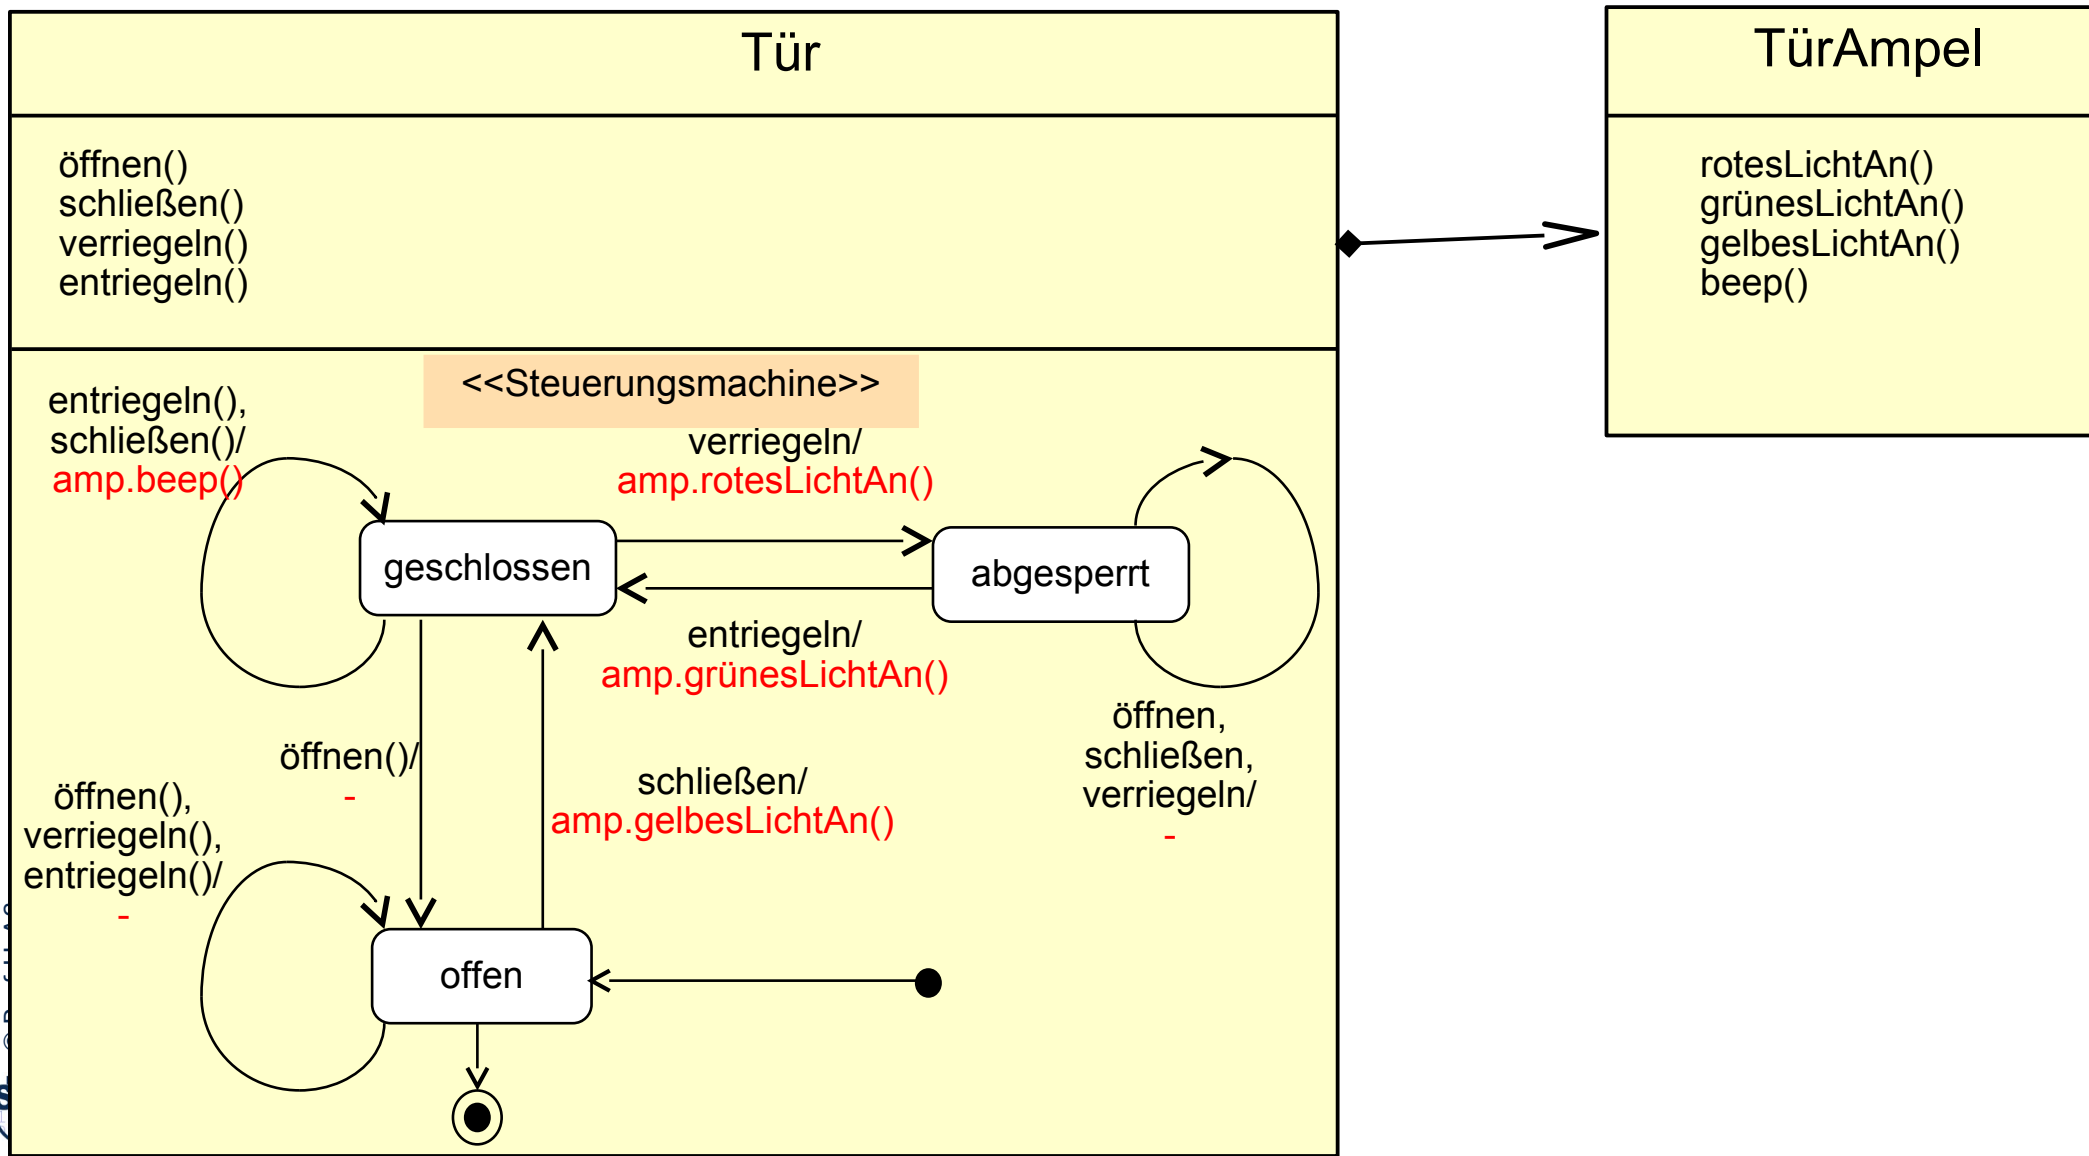 Tür
öffnen()
schließen()
verriegeln()
entriegeln()
TürAmpel
rotesLichtAn()
grünesLichtAn()
gelbesLichtAn()
beep()
<<Steuerungsmachine>>
entriegeln(),
schließen()/
amp.beep()
verriegeln/
amp.rotesLichtAn()
geschlossen
abgesperrt
entriegeln/
amp.grünesLichtAn()
öffnen()/
-
schließen/
amp.gelbesLichtAn()
öffnen,
schließen,
verriegeln/
-
öffnen(),
verriegeln(),
entriegeln()/
-
offen